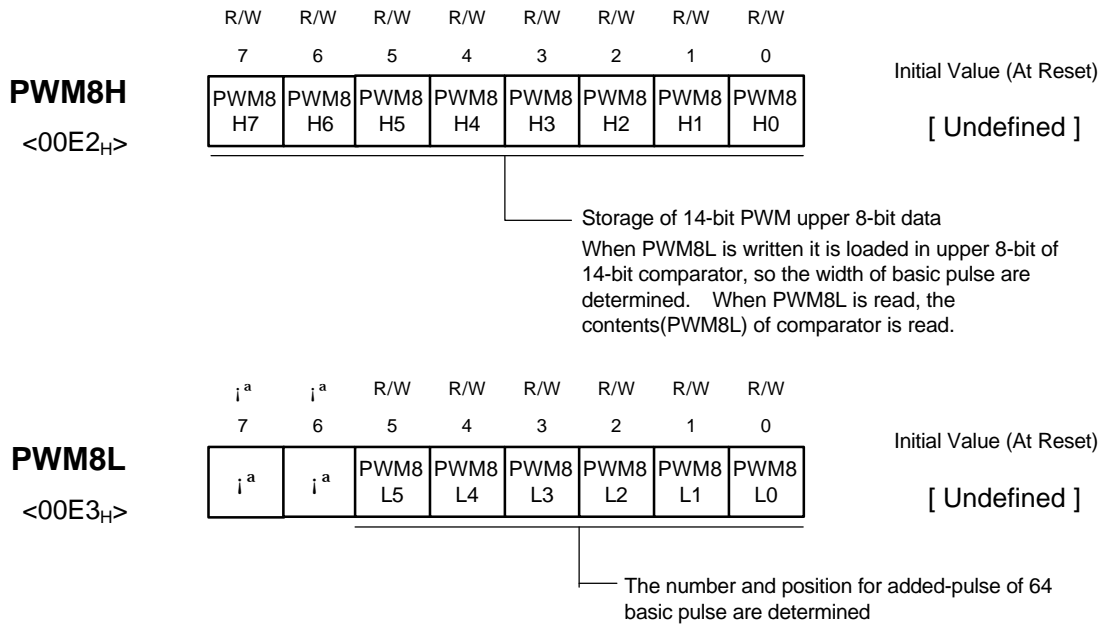 R/W R/W R/W R/W R/W R/W R/W R/W
7 6 5 4 3 2 1 0
Initial Value (At Reset)
PWM8H
PWM8 PWM8 PWM8 PWM8 PWM8 PWM8 PWM8 PWM8
H7 H6 H5 H4 H3 H2 H1 H0
[ Undefined ]
<00E2H>
Storage of 14-bit PWM upper 8-bit data
When PWM8L is written it is loaded in upper 8-bit of
14-bit comparator, so the width of basic pulse are
determined. When PWM8L is read, the
contents(PWM8L) of comparator is read.
¡ª ¡ª R/W R/W R/W R/W R/W R/W
7 6 5 4 3 2 1 0
Initial Value (At Reset)
PWM8L
¡ª ¡ª PWM8 PWM8 PWM8 PWM8 PWM8 PWM8
L5 L4 L3 L2 L1 L0
[ Undefined ]
<00E3H>
The number and position for added-pulse of 64
basic pulse are determined